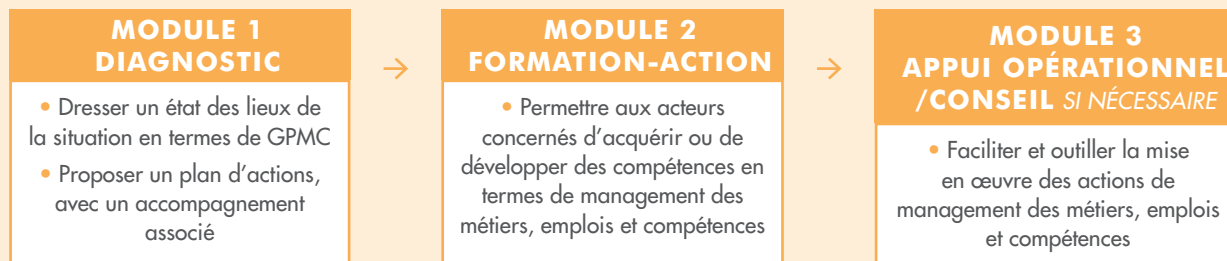 MODULE 1
DIAGNOSTIC
• Dresser un état des lieux de
la situation en termes de GPMC
• Proposer un plan d'actions,
avec un accompagnement
associé
→
MODULE 2
FORMATION-ACTION
• Permettre aux acteurs
concernés d'acquérir ou de
développer des compétences en
termes de management des
métiers, emplois et compétences
→
MODULE 3
APPUI OPÉRATIONNEL
/CONSEIL SI NÉCESSAIRE
• Faciliter et outiller la mise
en œuvre des actions de
management des métiers, emplois
et compétences